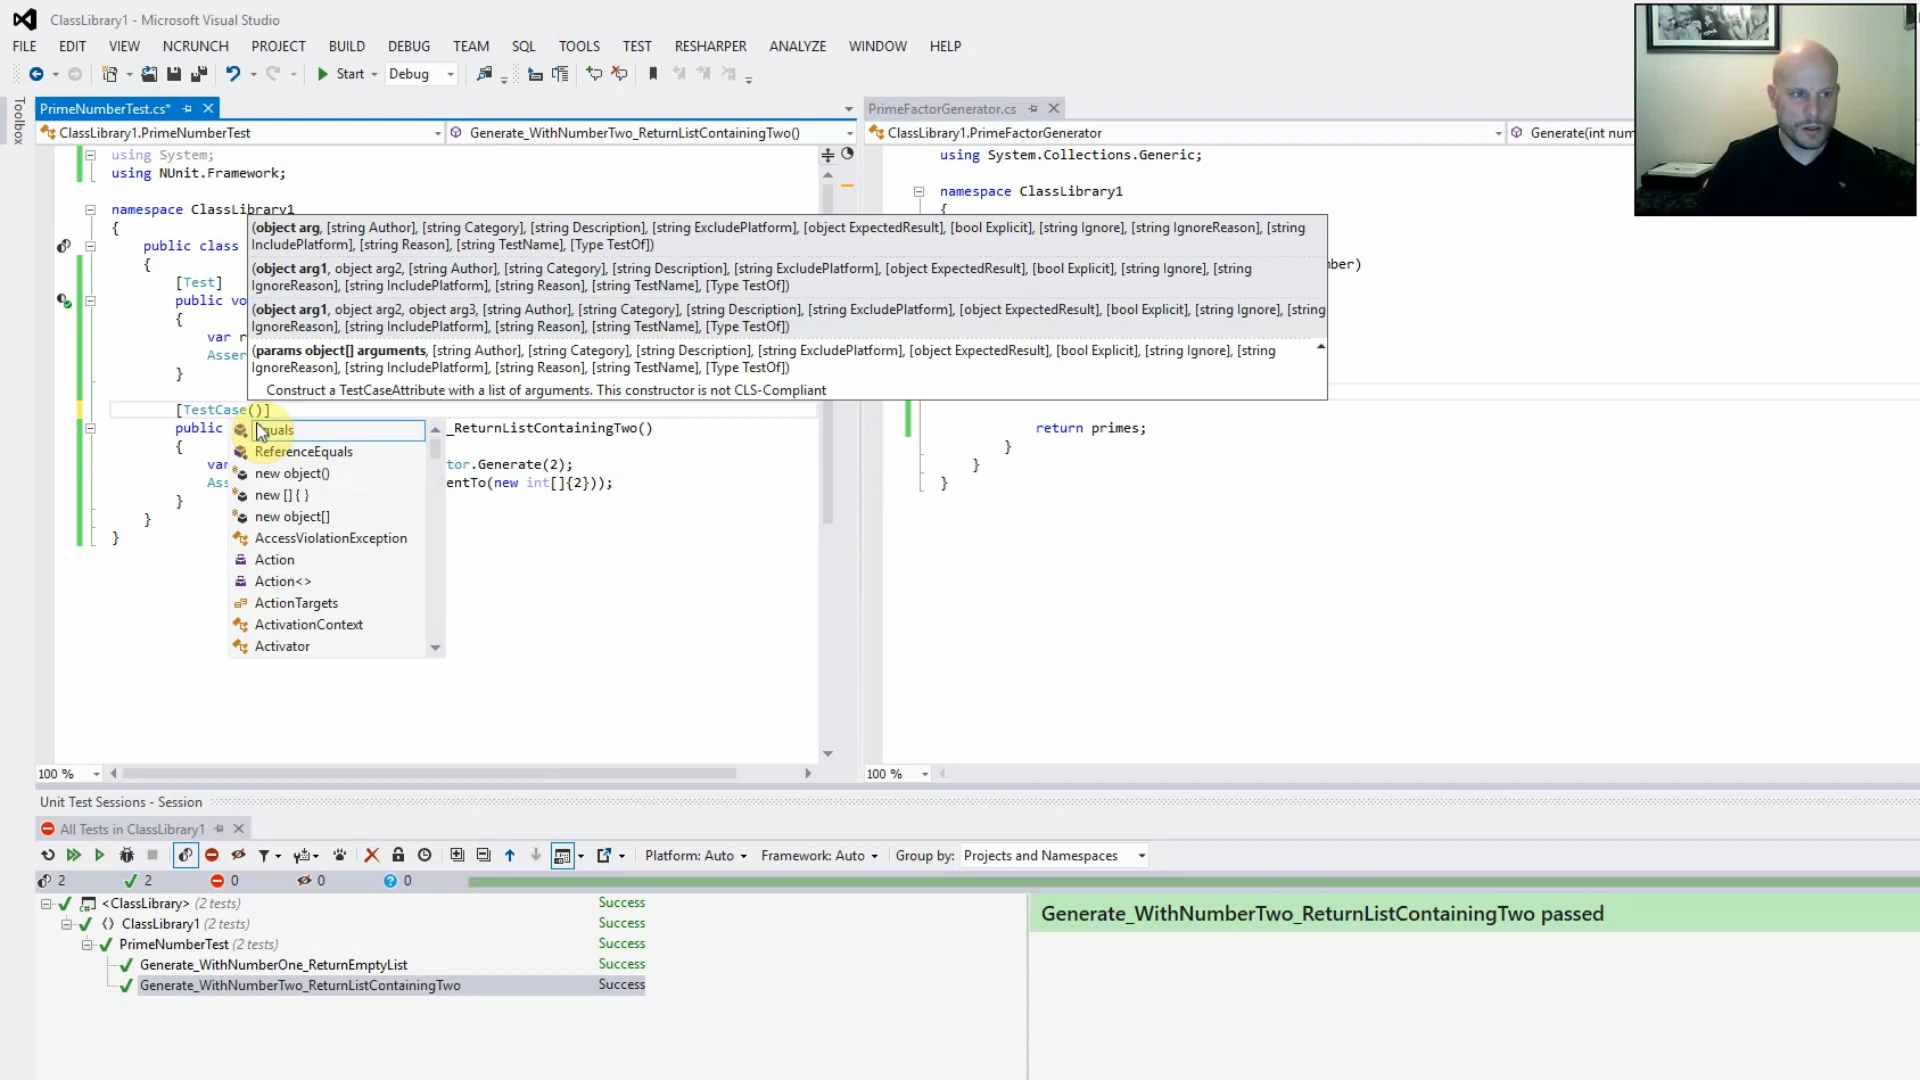 ClassLibrary1 - Microsoft Visual Studio
FILE EDIT VIEW NCRUNCH PROJECT BUILD DEBUG TEAM SQL TOOLS TEST RESHARPER ANALYZE WINDOW HELP
Start Debug
Toolbox
PrimeNumberTest.cs*
ClassLibrary1.PrimeNumberTest
Generate_WithNumberTwo_ReturnListContainingTwo()
using System;
using NUnit.Framework;
namespace ClassLibrary1
{
public class
{
[Test]
public vo
{
var r
Asser
}
(object arg, [string Author], [string Category], [string Description], [string ExcludePlatform], [object ExpectedResult], [bool Explicit], [string Ignore], [string IgnoreReason], [string
IncludePlatform], [string Reason], [string TestName], [Type TestOf])
(object arg1, object arg2, [string Author], [string Category], [string Description], [string ExcludePlatform], [object ExpectedResult], [bool Explicit], [string Ignore], [string
IgnoreReason], [string IncludePlatform], [string Reason], [string TestName], [Type TestOf])
(object arg1, object arg2, object arg3, [string Author], [string Category], [string Description], [string ExcludePlatform], [object ExpectedResult], [bool Explicit], [string Ignore], [string
IgnoreReason], [string IncludePlatform], [string Reason], [string TestName], [Type TestOf])
(params object[] arguments, [string Author], [string Category], [string Description], [string ExcludePlatform], [object ExpectedResult], [bool Explicit], [string Ignore], [string
IgnoreReason], [string IncludePlatform], [string Reason], [string TestName], [Type TestOf])
Construct a TestCaseAttribute with a list of arguments. This constructor is not CLS-Compliant
[TestCase()]
public _ReturnListContainingTwo()
{
var tor.Generate(2);
Ass entTo(new int[]{2}));
}
}
}
quals
ReferenceEquals
new object()
new [] { }
new object[]
AccessViolationException
Action
Action<>
ActionTargets
ActivationContext
Activator
100 %
PrimeFactorGenerator.cs
ClassLibrary1.PrimeFactorGenerator
Generate(int num
using System.Collections.Generic;
namespace ClassLibrary1
{
ber)
return primes;
}
}
}
100 %
Unit Test Sessions - Session
All Tests in ClassLibrary1
Platform: Auto Framework: Auto Group by: Projects and Namespaces
2 2 0 0 0
<ClassLibrary> (2 tests) Success
ClassLibrary1 (2 tests) Success
PrimeNumberTest (2 tests) Success
Generate_WithNumberOne_ReturnEmptyList Success
Generate_WithNumberTwo_ReturnListContainingTwo Success
Generate_WithNumberTwo_ReturnListContainingTwo passed